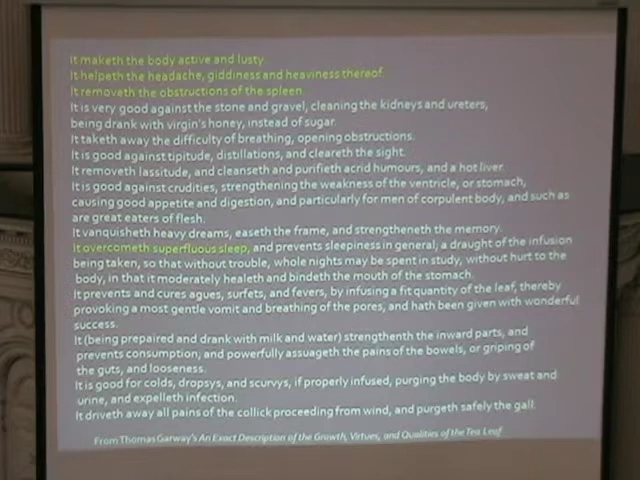 It maketh the body active and lusty.
It helpeth the headache, giddiness and heaviness thereof.
It removeth the obstructions of the spleen.
It is very good against the stone and gravel, cleaning the kidneys and ureters,
being drank with virgin's honey, instead of sugar.
It taketh away the difficulty of breathing, opening obstructions.
It is good against tipitude, distillations, and cleareth the sight.
It removeth lassitude, and cleanseth and purifieth acrid humours, and a hot liver.
It is good against crudities, strengthening the weakness of the ventricle, or stomach,
causing good appetite and digestion, and particularly for men of corpulent body, and such as
are great eaters of flesh.
It vanquisheth heavy dreams, easeth the frame, and strengtheneth the memory.
It overcometh superfluous sleep, and prevents sleepiness in general, a draught of the infusion
being taken, so that without trouble, whole nights may be spent in study, without hurt to the
body, in that it moderately healeth and bindeth the mouth of the stomach.
It prevents and cures agues, surfets, and fevers, by infusing a fit quantity of the leaf, thereby
provoking a most gentle vomit and breathing of the pores, and hath been given with wonderful
success.
It (being prepaired and drank with milk and water) strengthenth the inward parts, and
prevents consumption, and powerfully assuageth the pains of the bowels, or griping of
the guts, and looseness.
It is good for colds, dropsys, and scurvys, if properly infused, purging the body by sweat and
urine, and expelleth infection.
It driveth away all pains of the collick proceeding from wind, and purgeth safely the gall.
From Thomas Garway's An Exact Description of the Growth, Virtues, and Qualities of the Tea Leaf